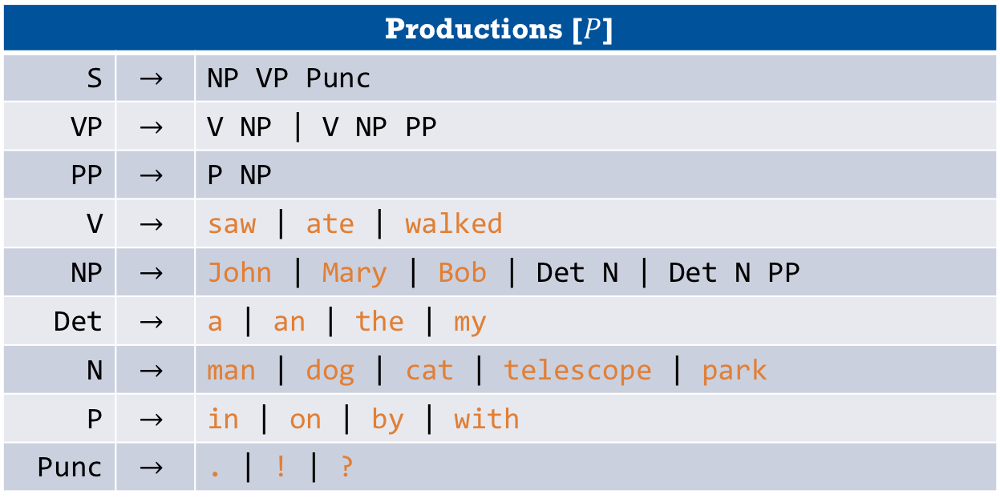 Productions [P]
S → NP VP Punc
VP → V NP | V NP PP
PP → P NP
V → saw | ate | walked
NP → John | Mary | Bob | Det N | Det N PP
Det → a | an | the | my
N → man | dog | cat | telescope | park
P → in | on | by | with
Punc → . | ! | ?